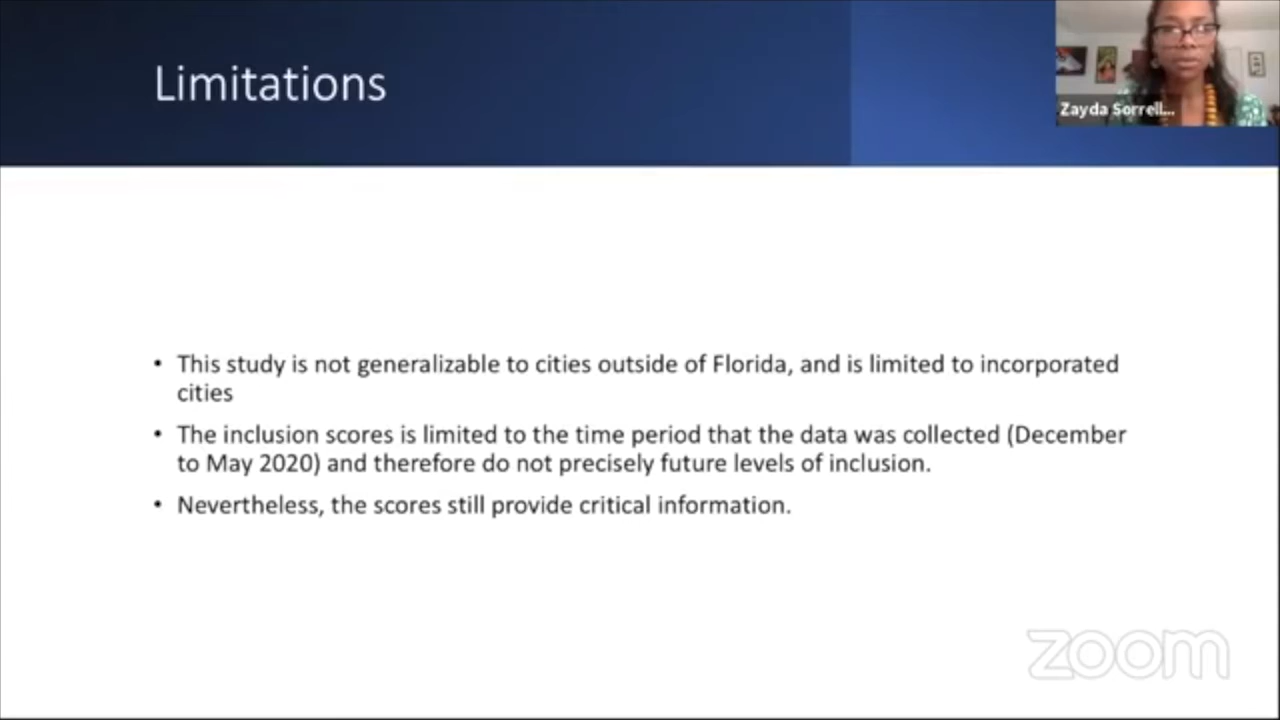 Limitations
Zayda Sorrell...
• This study is not generalizable to cities outside of Florida, and is limited to incorporated
cities
• The inclusion scores is limited to the time period that the data was collected (December
to May 2020) and therefore do not precisely future levels of inclusion.
• Nevertheless, the scores still provide critical information.
zoom